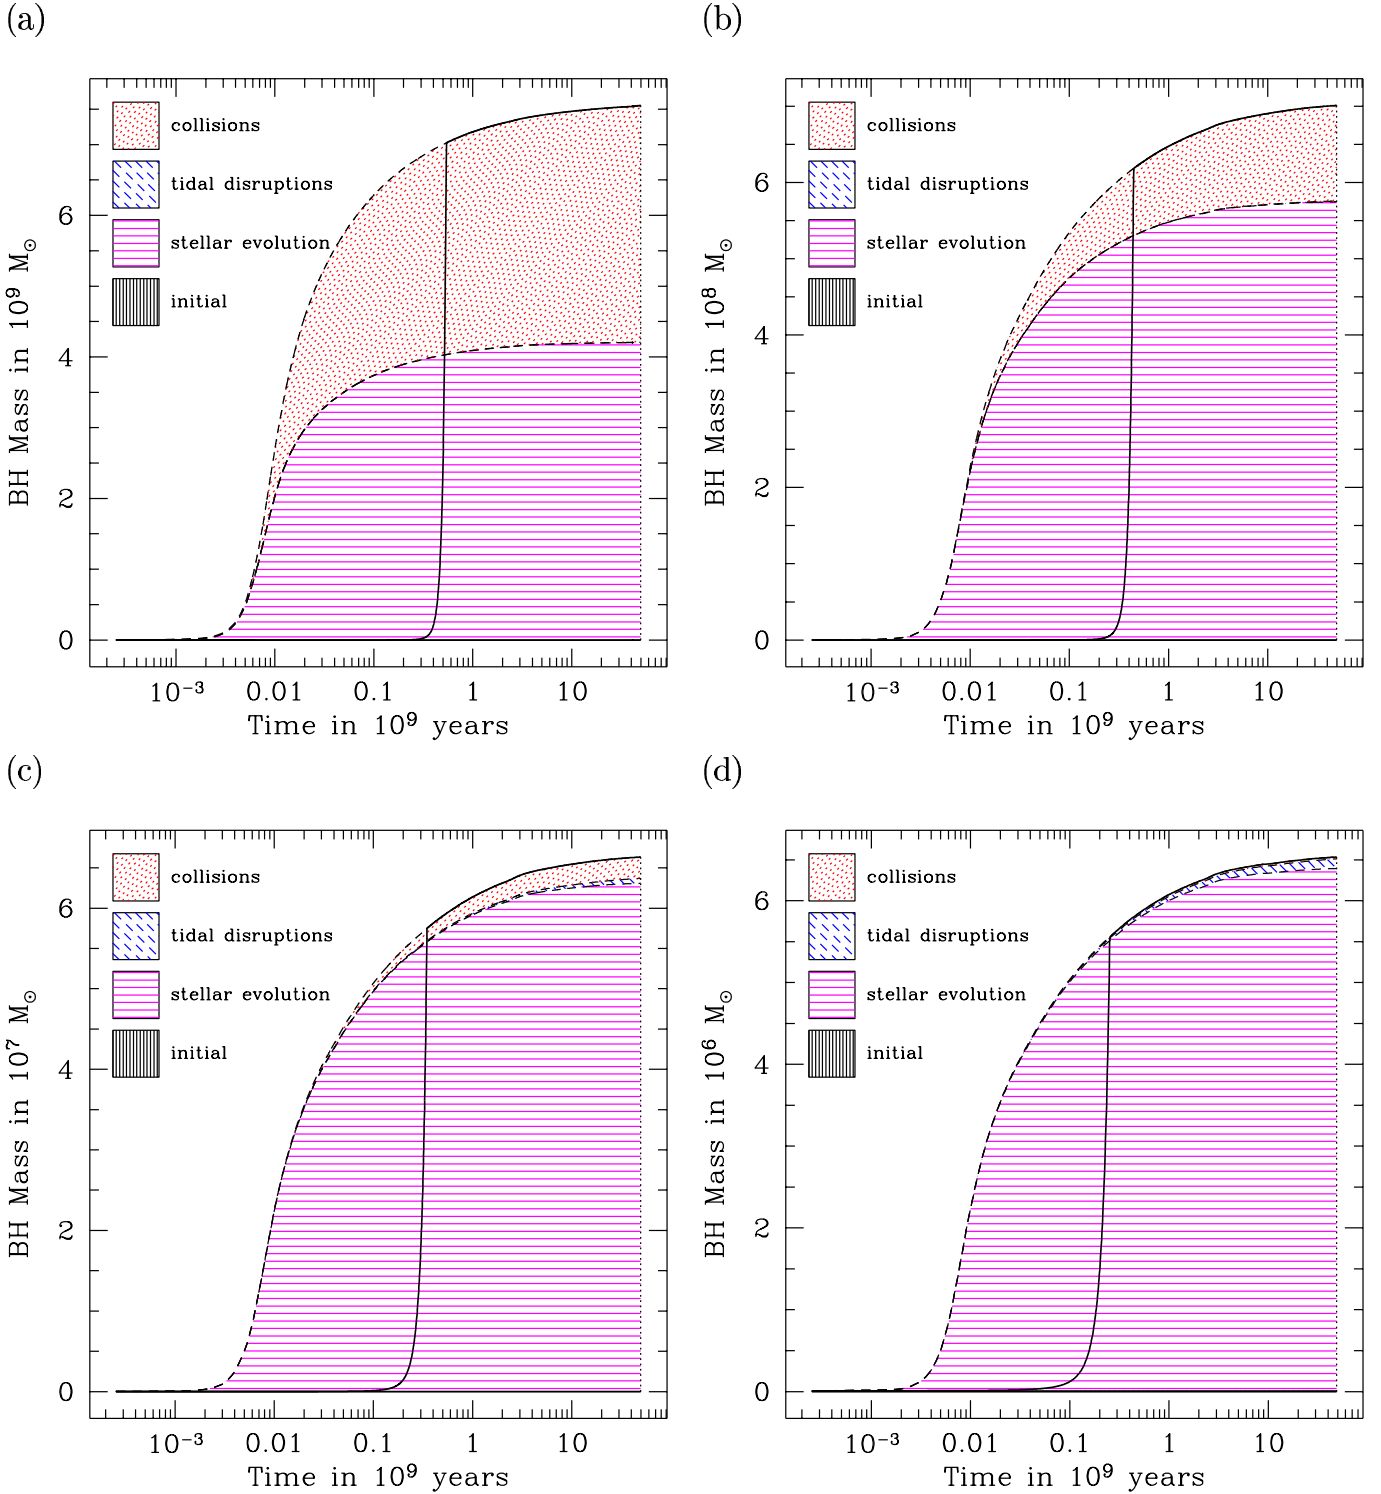 (a)
collisions
tidal disruptions
stellar evolution
initial
6
4
2
0
BH Mass in 10⁹ M⊙
10⁻³ 0.01 0.1 1 10
Time in 10⁹ years
(b)
collisions
tidal disruptions
stellar evolution
initial
6
4
2
0
BH Mass in 10⁸ M⊙
10⁻³ 0.01 0.1 1 10
Time in 10⁹ years
(c)
collisions
tidal disruptions
stellar evolution
initial
6
4
2
0
BH Mass in 10⁷ M⊙
10⁻³ 0.01 0.1 1 10
Time in 10⁹ years
(d)
collisions
tidal disruptions
stellar evolution
initial
6
4
2
0
BH Mass in 10⁶ M⊙
10⁻³ 0.01 0.1 1 10
Time in 10⁹ years